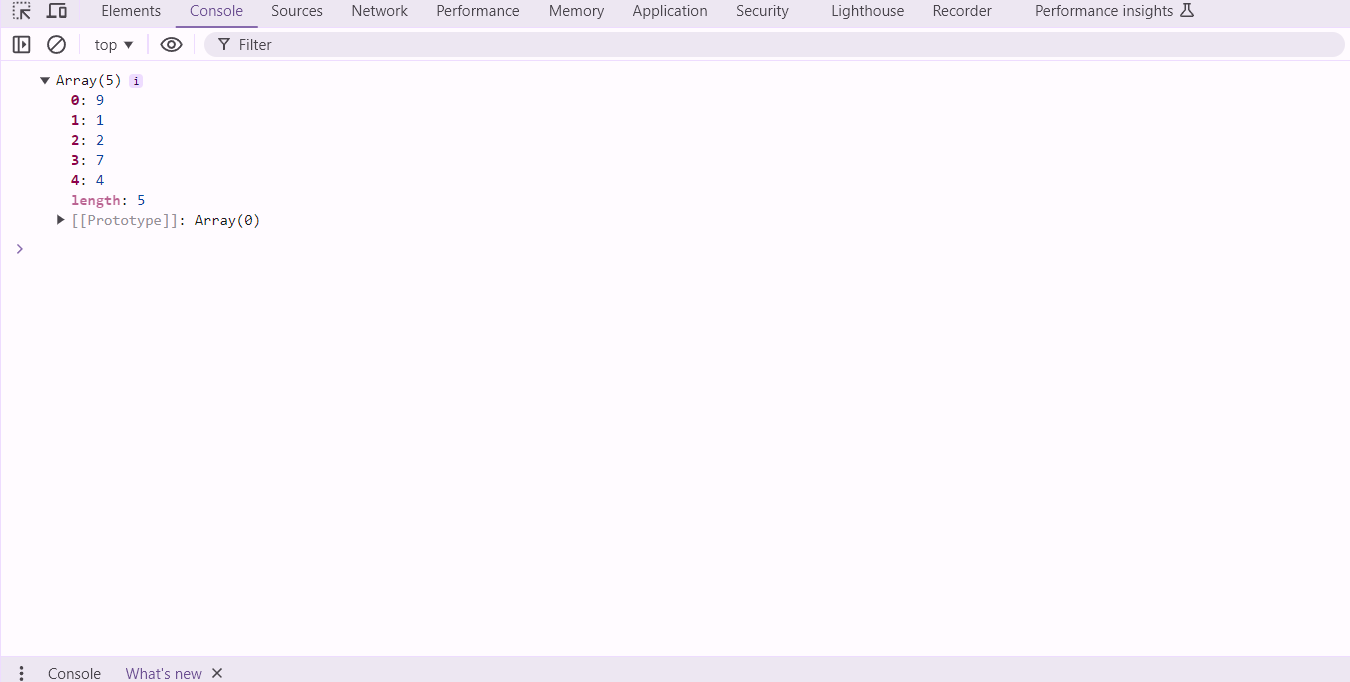 Elements Console Sources Network Performance Memory Application Security Lighthouse Recorder Performance insights
top Filter
Array(5) i
0: 9
1: 1
2: 2
3: 7
4: 4
length: 5
[[Prototype]]: Array(0)
Console What's new